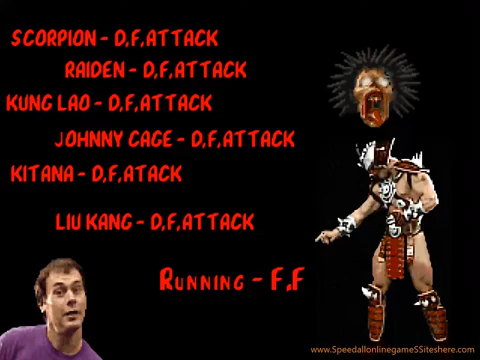 SCORPION - D,F,ATTACK
RAIDEN - D,F,ATTACK
KUNG LAO - D,F,ATTACK
JOHNNY CAGE - D,F,ATTACK
KITANA - D,F,ATACK
LIU KANG - D,F,ATTACK
RUNNING - F,F
www.SpeedallonlinegameSSiteshere.com